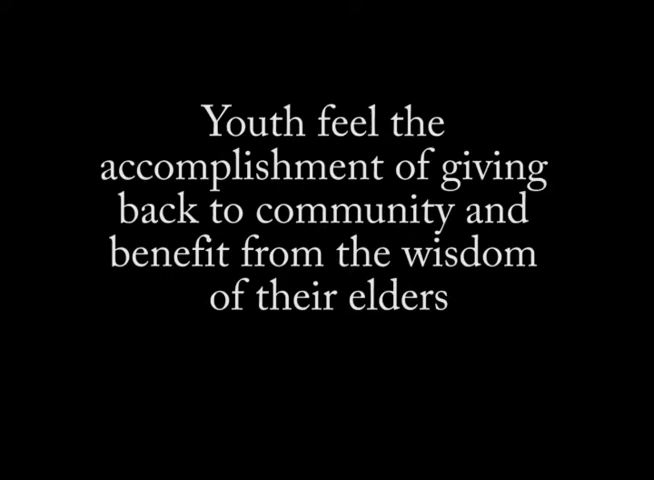 Youth feel the
accomplishment of giving
back to community and
benefit from the wisdom
of their elders